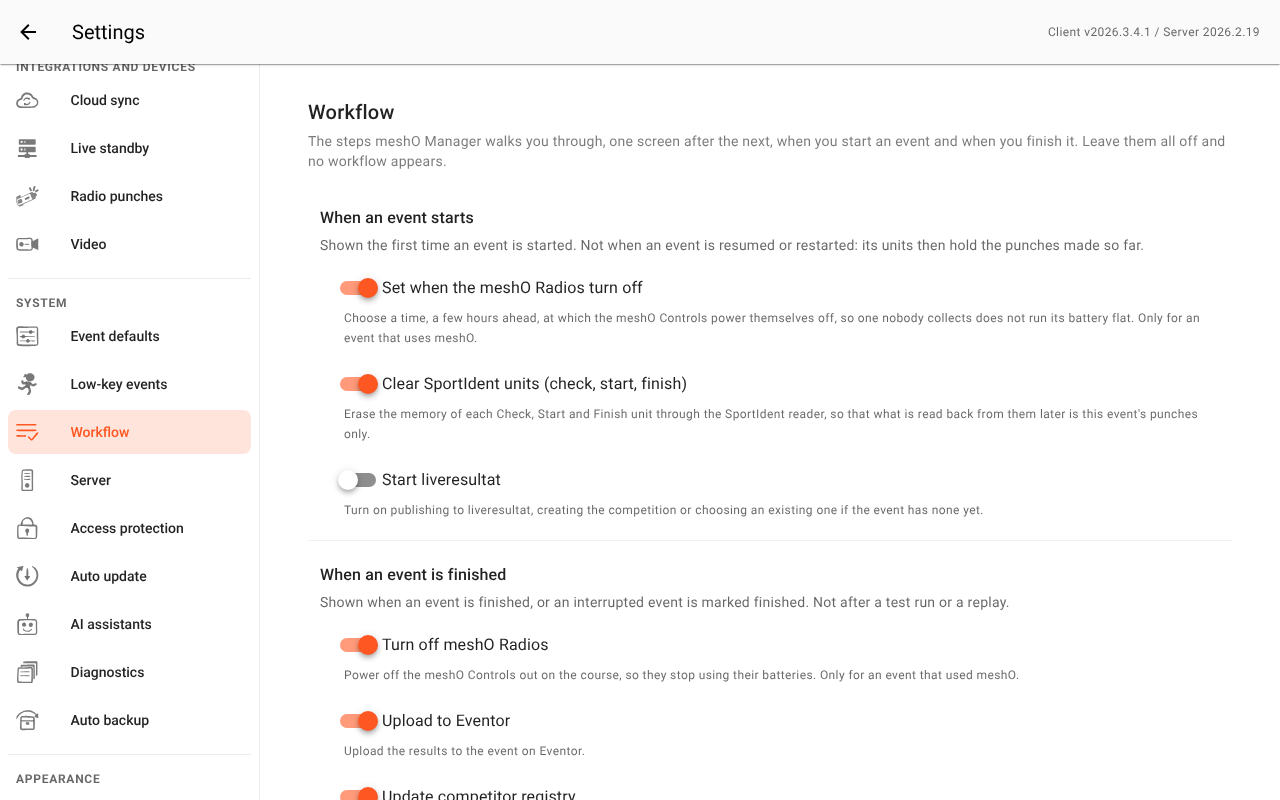 Settings
Client v2026.3.4.1 / Server 2026.2.19
INTEGRATIONS AND DEVICES
Cloud sync
Live standby
Radio punches
Video
SYSTEM
Event defaults
Low-key events
Workflow
Server
Access protection
Auto update
AI assistants
Diagnostics
Auto backup
APPEARANCE
Workflow
The steps meshO Manager walks you through, one screen after the next, when you start an event and when you finish it. Leave them all off and
no workflow appears.
When an event starts
Shown the first time an event is started. Not when an event is resumed or restarted: its units then hold the punches made so far.
Set when the meshO Radios turn off
Choose a time, a few hours ahead, at which the meshO Controls power themselves off, so one nobody collects does not run its battery flat. Only for an
event that uses meshO.
Clear SportIdent units (check, start, finish)
Erase the memory of each Check, Start and Finish unit through the SportIdent reader, so that what is read back from them later is this event's punches
only.
Start liveresultat
Turn on publishing to liveresultat, creating the competition or choosing an existing one if the event has none yet.
When an event is finished
Shown when an event is finished, or an interrupted event is marked finished. Not after a test run or a replay.
Turn off meshO Radios
Power off the meshO Controls out on the course, so they stop using their batteries. Only for an event that used meshO.
Upload to Eventor
Upload the results to the event on Eventor.
Update competitor registry